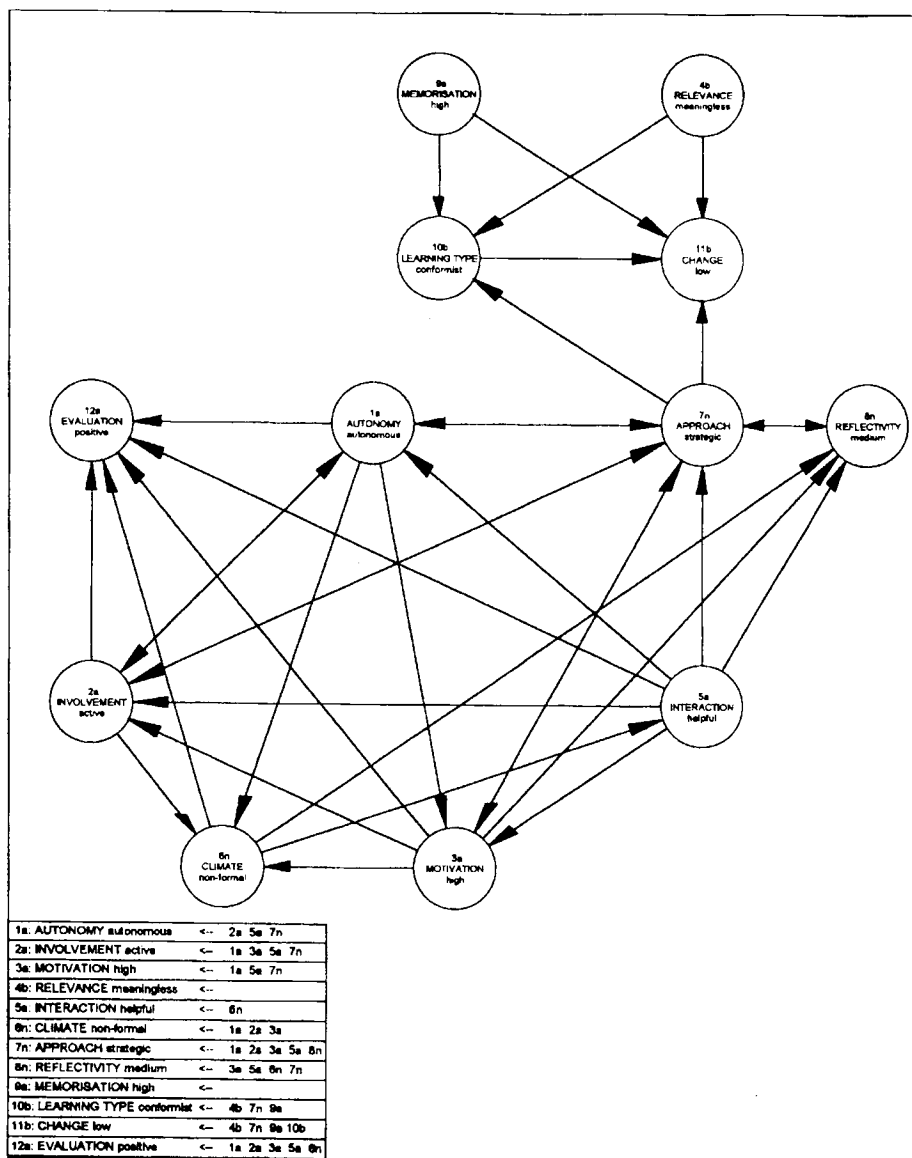 9a
MEMORISATION
high
4b
RELEVANCE
meaningless
10b
LEARNING TYPE
conformist
11b
CHANGE
low
12a
EVALUATION
positive
1a
AUTONOMY
autonomous
7n
APPROACH
strategic
8n
REFLECTIVITY
medium
2a
INVOLVEMENT
active
5a
INTERACTION
helpful
6n
CLIMATE
non-formal
3a
MOTIVATION
high
1a: AUTONOMY autonomous <-- 2a 5a 7n
2a: INVOLVEMENT active <-- 1a 3a 5a 7n
3a: MOTIVATION high <-- 1a 5a 7n
4b: RELEVANCE meaningless <--
5a: INTERACTION helpful <-- 6n
6n: CLIMATE non-formal <-- 1a 2a 3a
7n: APPROACH strategic <-- 1a 2a 3a 5a 8n
8n: REFLECTIVITY medium <-- 3a 5a 6n 7n
9a: MEMORISATION high <--
10b: LEARNING TYPE conformist <-- 4b 7n 9a
11b: CHANGE low <-- 4b 7n 9a 10b
12a: EVALUATION positive <-- 1a 2a 3a 5a 6n